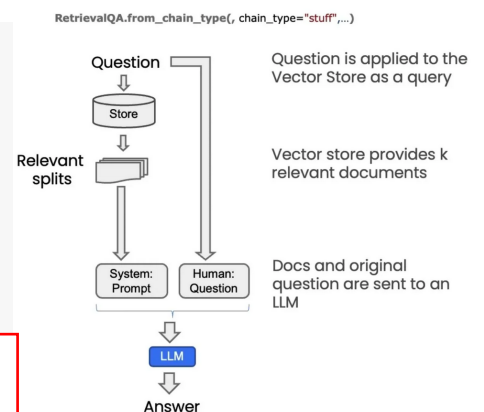 RetrievalQA.from_chain_type(, chain_type="stuff",...)
Question
Question is applied to the
Vector Store as a query
Store
Relevant
splits
Vector store provides k
relevant documents
System:
Prompt
Human:
Question
Docs and original
question are sent to an
LLM
LLM
Answer